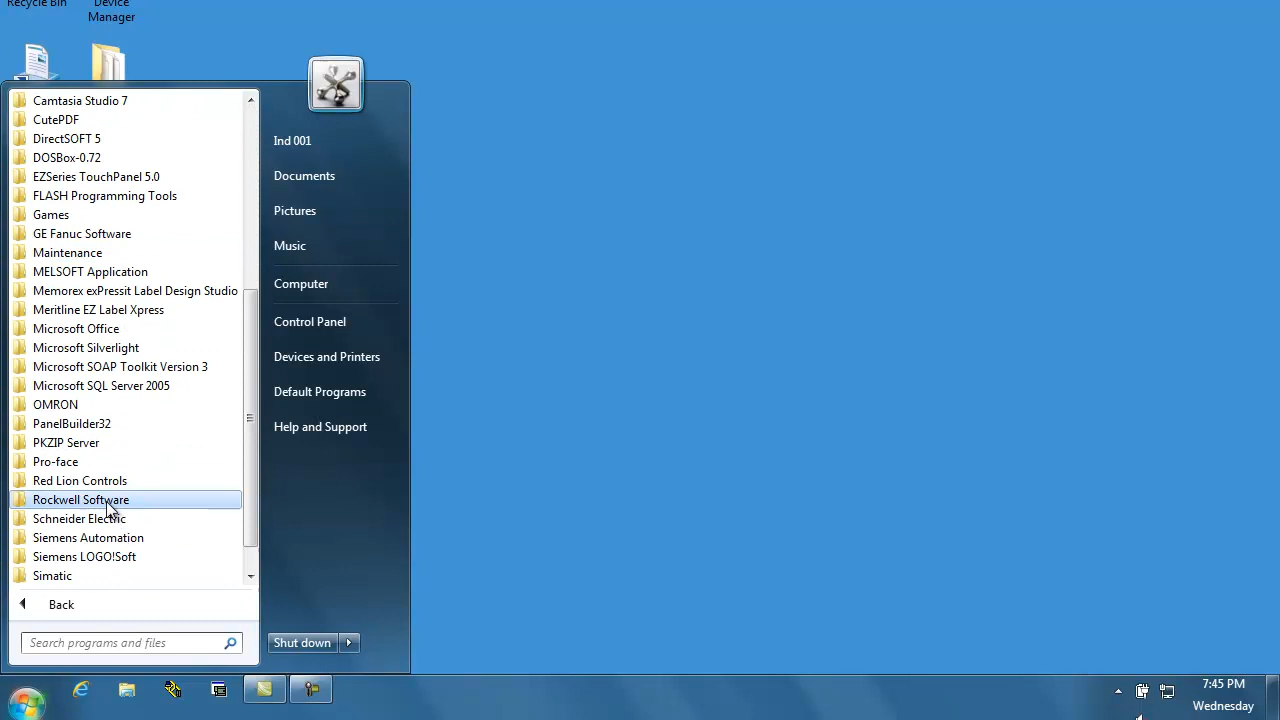 Recycle Bin
Device
Manager
Camtasia Studio 7
CutePDF
DirectSOFT 5
DOSBox-0.72
EZSeries TouchPanel 5.0
FLASH Programming Tools
Games
GE Fanuc Software
Maintenance
MELSOFT Application
Memorex exPressit Label Design Studio
Meritline EZ Label Xpress
Microsoft Office
Microsoft Silverlight
Microsoft SOAP Toolkit Version 3
Microsoft SQL Server 2005
OMRON
PanelBuilder32
PKZIP Server
Pro-face
Red Lion Controls
Rockwell Software
Schneider Electric
Siemens Automation
Siemens LOGO!Soft
Simatic
Back
Search programs and files
Ind 001
Documents
Pictures
Music
Computer
Control Panel
Devices and Printers
Default Programs
Help and Support
Shut down
7:45 PM
Wednesday